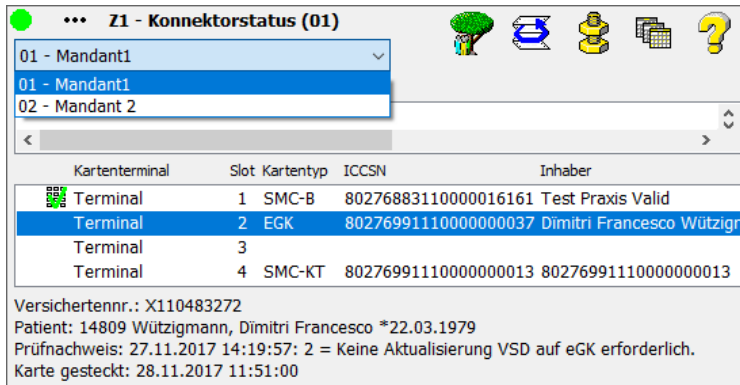 ••• Z1 - Konnektorstatus (01)
01 - Mandant1
01 - Mandant1
02 - Mandant 2
Kartenterminal Slot Kartentyp ICCSN Inhaber
Terminal 1 SMC-B 80276883110000016161 Test Praxis Valid
Terminal 2 EGK 80276991110000000037 Dïmitri Francesco Wützigm
Terminal 3
Terminal 4 SMC-KT 80276991110000000013 80276991110000000013
Versichertennr.: X110483272
Patient: 14809 Wützigmann, Dïmitri Francesco *22.03.1979
Prüfnachweis: 27.11.2017 14:19:57: 2 = Keine Aktualisierung VSD auf eGK erforderlich.
Karte gesteckt: 28.11.2017 11:51:00